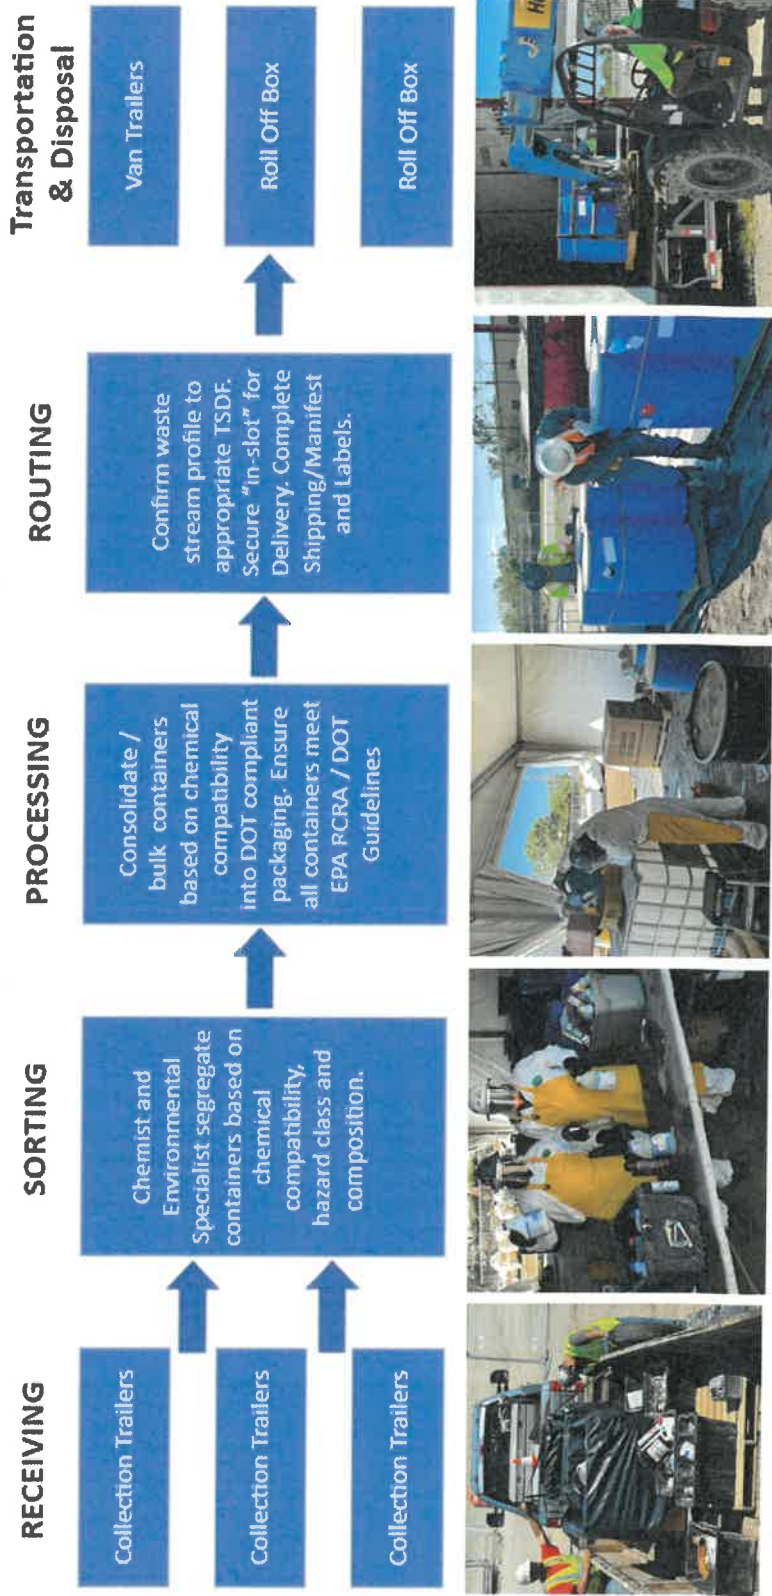 RECEIVING
Collection Trailers
Collection Trailers
Collection Trailers
SORTING
Chemist and
Environmental
Specialist segregate
containers based on
chemical
compatibility,
hazard class and
composition.
PROCESSING
Consolidate /
bulk containers
based on chemical
compatibility
into DOT compliant
packaging. Ensure
all containers meet
EPA RCRA / DOT
Guidelines
ROUTING
Confirm waste
stream profile to
appropriate TSDF.
Secure "in-slot" for
Delivery. Complete
Shipping/Manifest
and Labels.
Transportation
& Disposal
Van Trailers
Roll Off Box
Roll Off Box